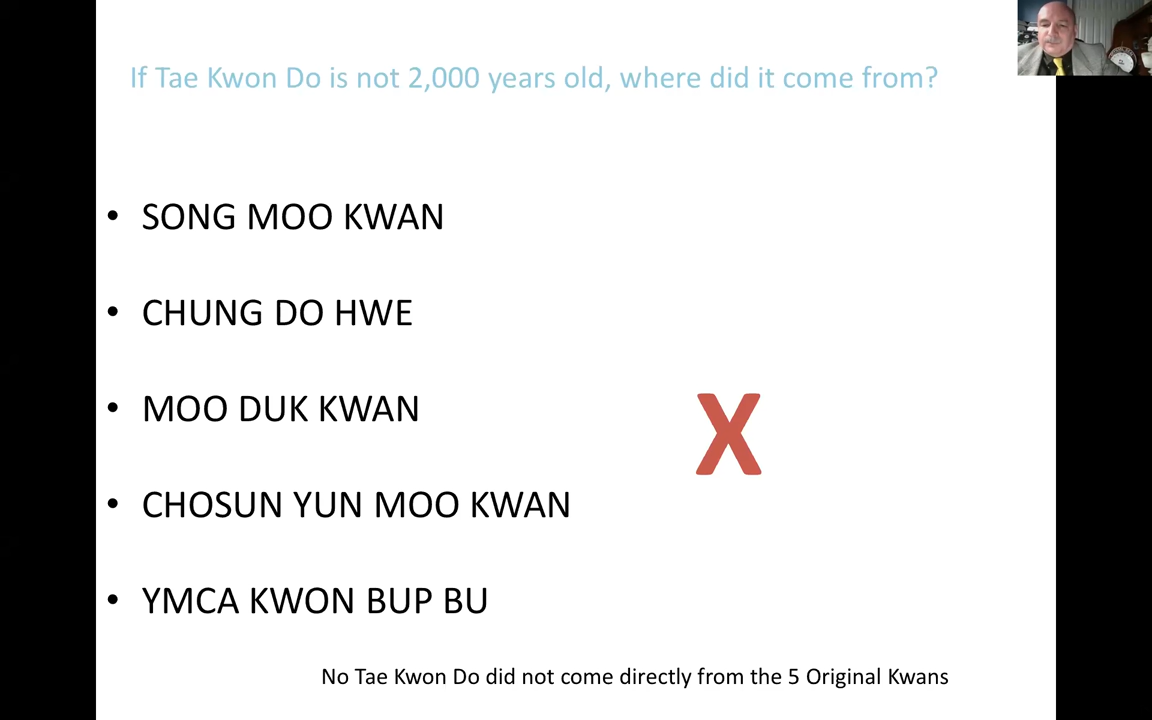 If Tae Kwon Do is not 2,000 years old, where did it come from?
• SONG MOO KWAN
• CHUNG DO HWE
• MOO DUK KWAN
X
• CHOSUN YUN MOO KWAN
• YMCA KWON BUP BU
No Tae Kwon Do did not come directly from the 5 Original Kwans